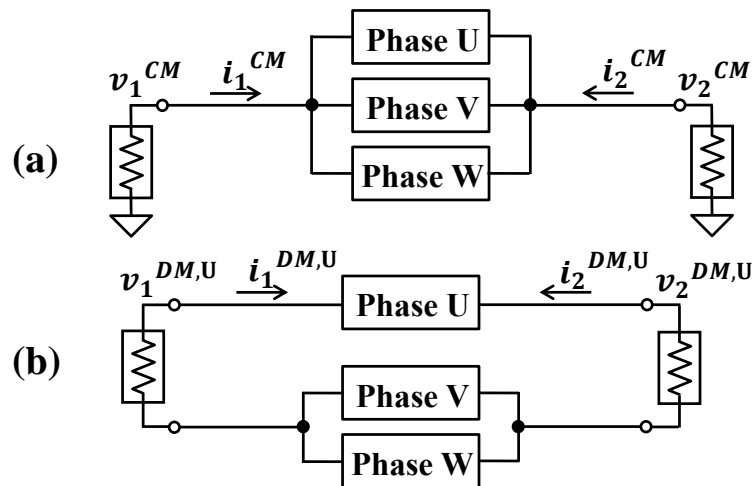 Phase U
v₁ᶜᴹ i₁ᶜᴹ i₂ᶜᴹ v₂ᶜᴹ
Phase V
(a)
Phase W
v₁ᴰᴹ,ᵁ i₁ᴰᴹ,ᵁ i₂ᴰᴹ,ᵁ v₂ᴰᴹ,ᵁ
Phase U
(b)
Phase V
Phase W